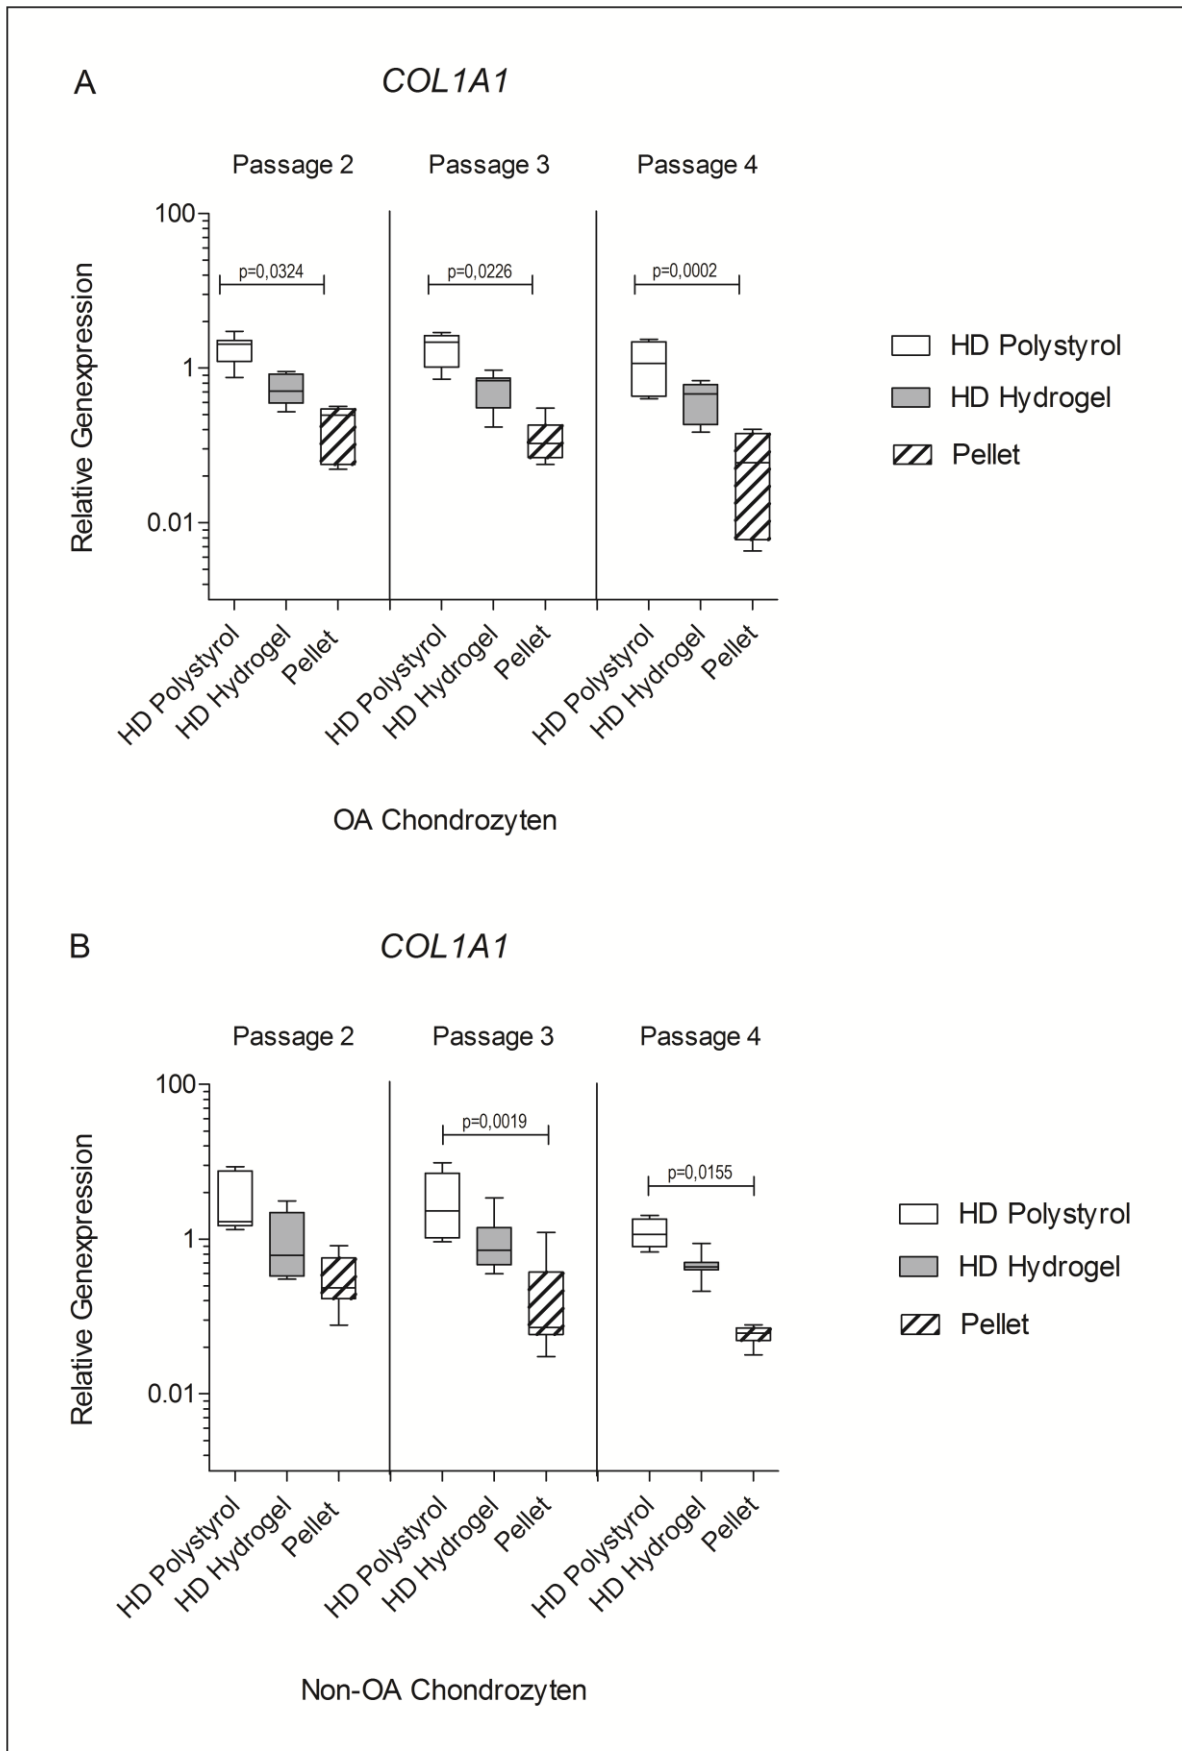 A
COL1A1
Passage 2
Passage 3
Passage 4
100
1
0.01
Relative Genexpression
p=0,0324
p=0,0226
p=0,0002
HD Polystyrol
HD Hydrogel
Pellet
HD Polystyrol
HD Hydrogel
Pellet
HD Polystyrol
HD Hydrogel
Pellet
HD Polystyrol
HD Hydrogel
Pellet
OA Chondrozyten
B
COL1A1
Passage 2
Passage 3
Passage 4
100
1
0.01
Relative Genexpression
p=0,0019
p=0,0155
HD Polystyrol
HD Hydrogel
Pellet
HD Polystyrol
HD Hydrogel
Pellet
HD Polystyrol
HD Hydrogel
Pellet
HD Polystyrol
HD Hydrogel
Pellet
Non-OA Chondrozyten